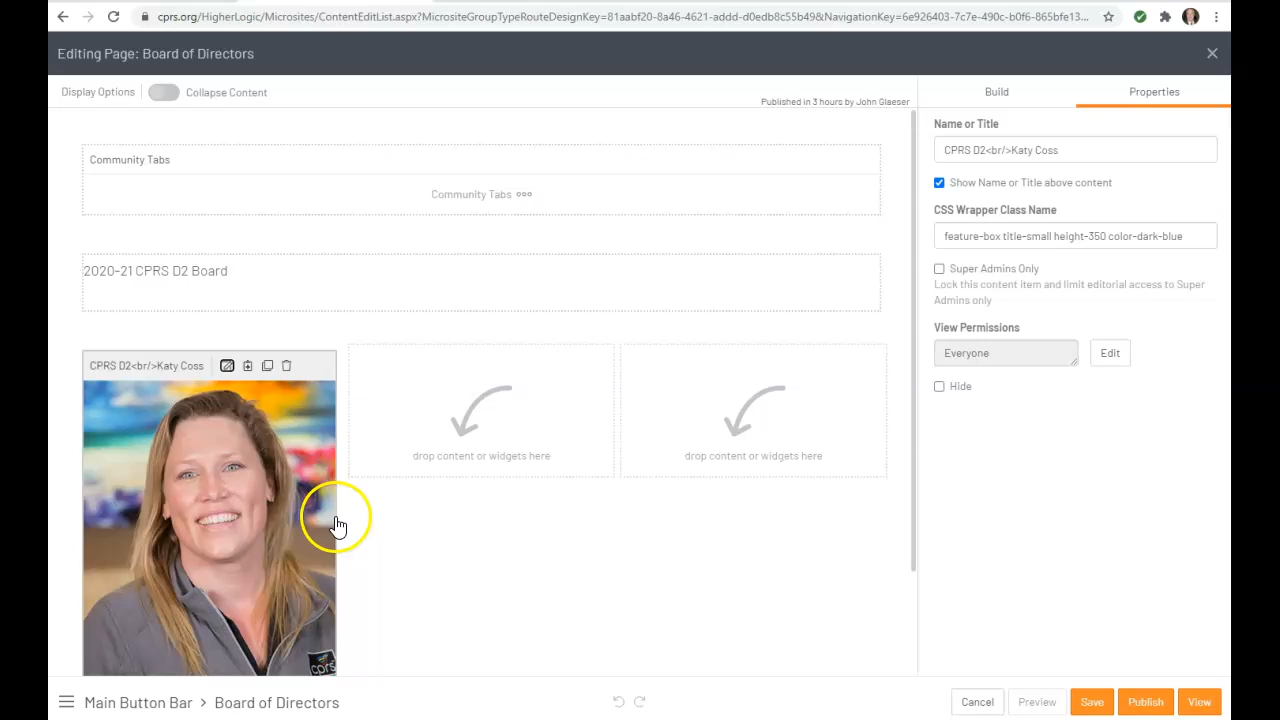 cprs.org/HigherLogic/Microsites/ContentEditList.aspx?MicrositeGroupTypeRouteDesignKey=81aabf20-8a46-4621-addd-d0edb8c55b49&NavigationKey=6e926403-7c7e-490c-b0f6-865bfe13...
Editing Page: Board of Directors
Display Options
Collapse Content
Published in 3 hours by John Glaeser
Build
Properties
Community Tabs
Community Tabs
2020-21 CPRS D2 Board
CPRS D2<br/>Katy Coss
drop content or widgets here
drop content or widgets here
cprs
Name or Title
CPRS D2<br/>Katy Coss
Show Name or Title above content
CSS Wrapper Class Name
feature-box title-small height-350 color-dark-blue
Super Admins Only
Lock this content item and limit editorial access to Super
Admins only
View Permissions
Everyone
Edit
Hide
Main Button Bar > Board of Directors
Cancel
Preview
Save
Publish
View